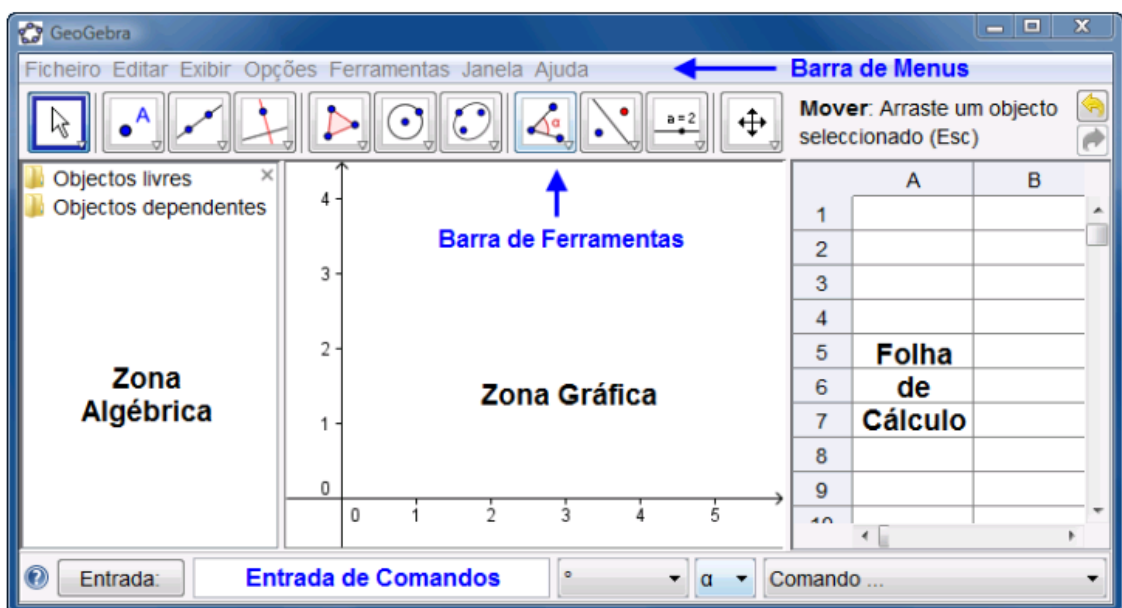 GeoGebra
Ficheiro Editar Exibir Opções Ferramentas Janela Ajuda
Barra de Menus
A
α
a = 2
Mover: Arraste um objecto
seleccionado (Esc)
Objectos livres
Objectos dependentes
Zona
Algébrica
4
3
2
1
0
0 1 2 3 4 5
Barra de Ferramentas
Zona Gráfica
A B
1
2
3
4
5
6
7
8
9
10
Folha
de
Cálculo
Entrada:
Entrada de Comandos
°
α
Comando ...